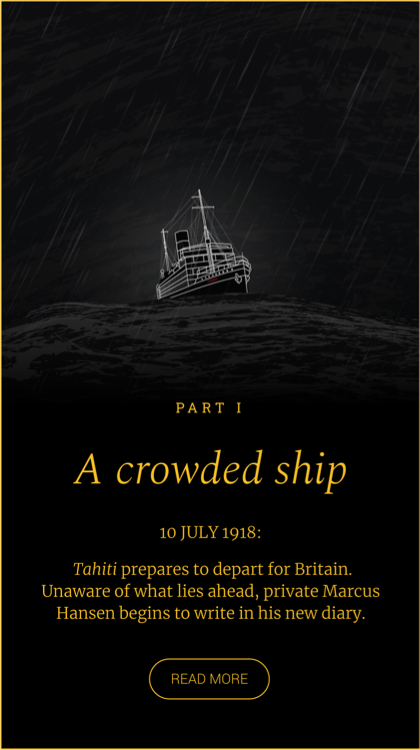 PART I
A crowded ship
10 JULY 1918:
Tahiti prepares to depart for Britain.
Unaware of what lies ahead, private Marcus
Hansen begins to write in his new diary.
READ MORE